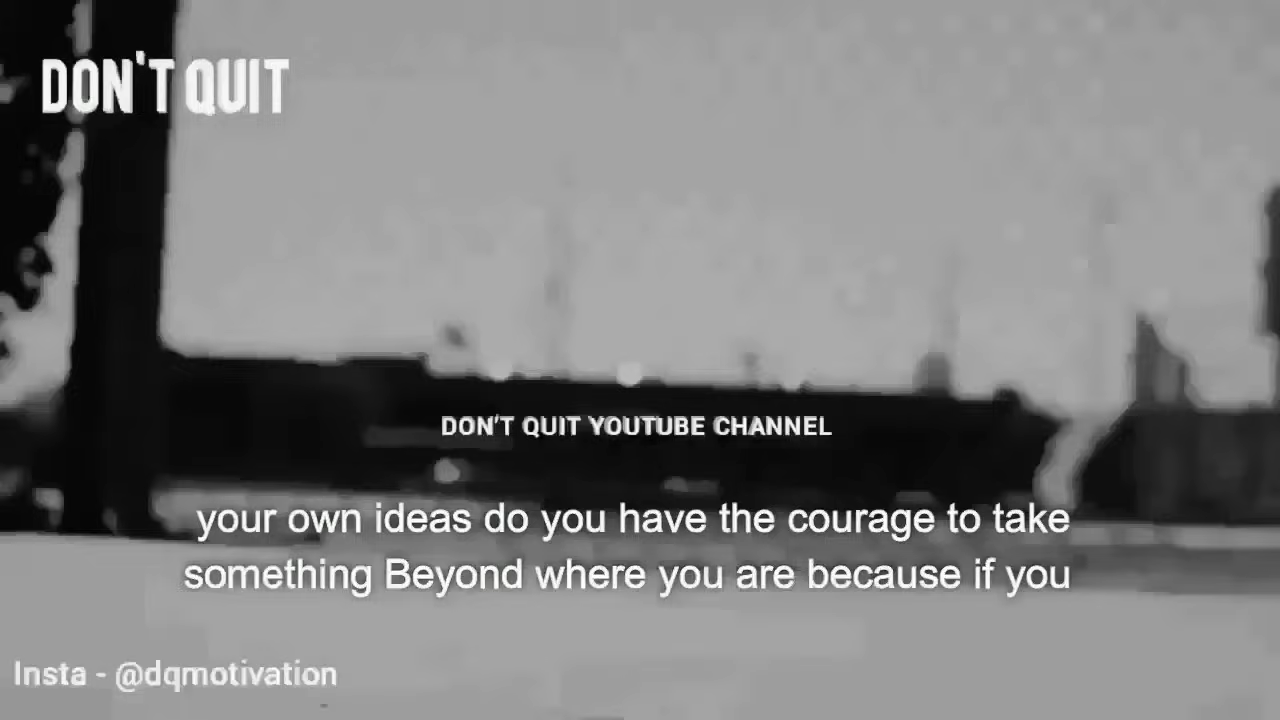 DON'T QUIT
DON'T QUIT YOUTUBE CHANNEL
your own ideas do you have the courage to take
something Beyond where you are because if you
Insta - @dqmotivation